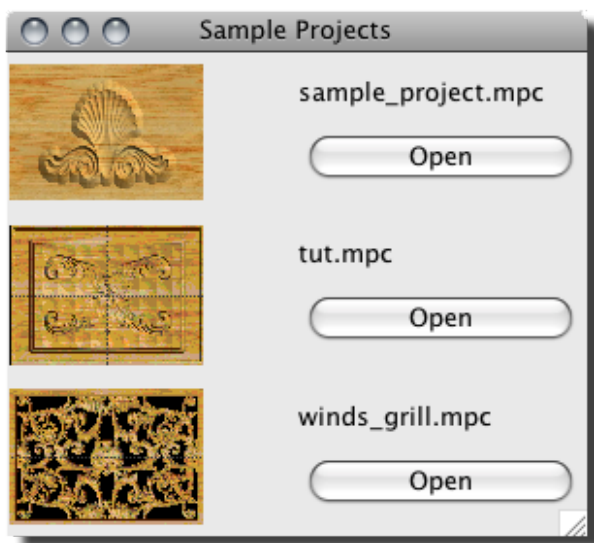 Sample Projects
sample_project.mpc
Open
tut.mpc
Open
winds_grill.mpc
Open